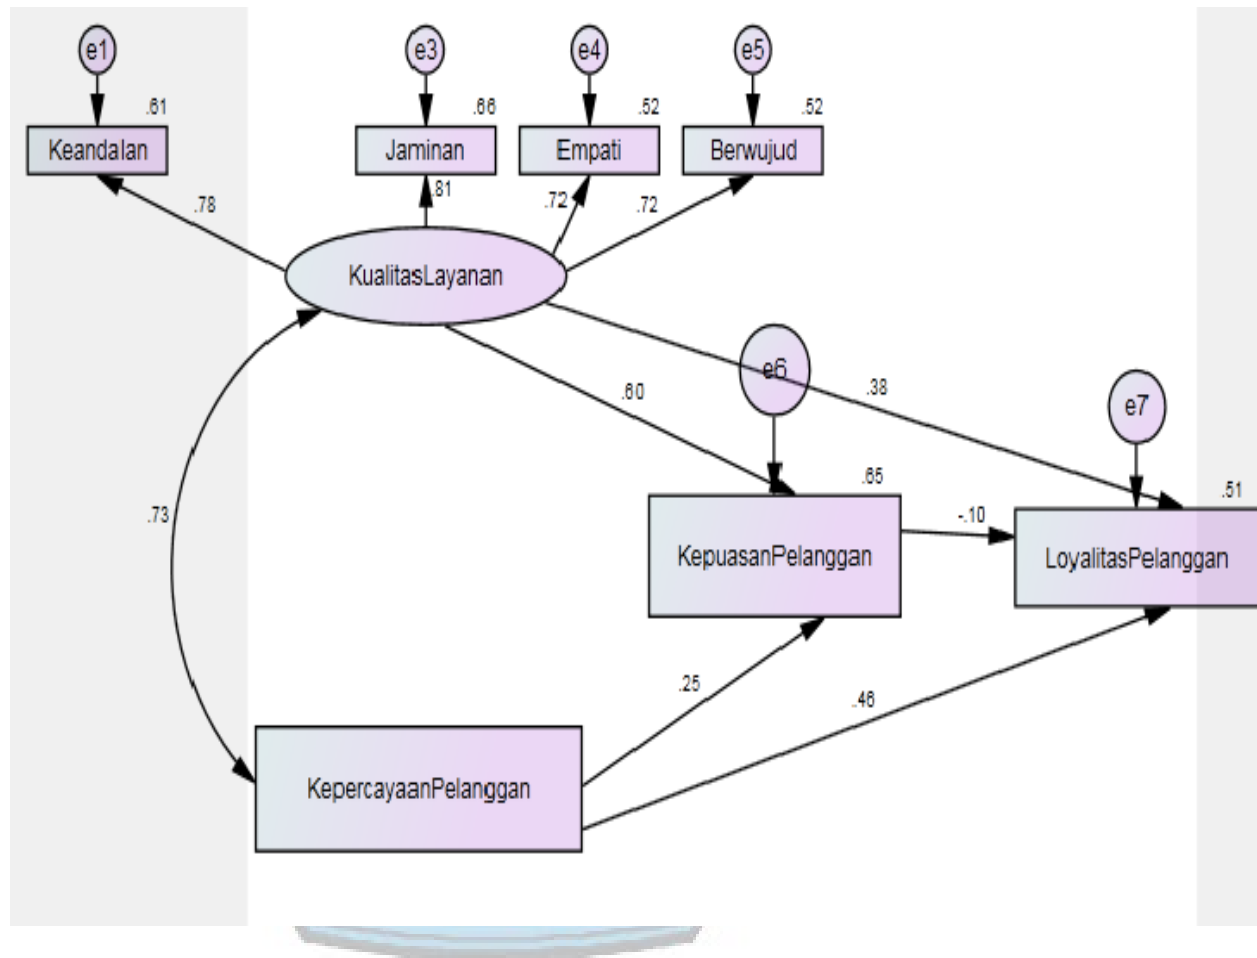 e1
e3
e4
e5
.61
.66
.52
.52
Keandalan
Jaminan
Empati
Berwujud
.78
.81
.72
.72
KualitasLayanan
e6
.60
.38
e7
.73
.65
.51
-.10
KepuasanPelanggan
LoyalitasPelanggan
.25
.46
KepercayaanPelanggan